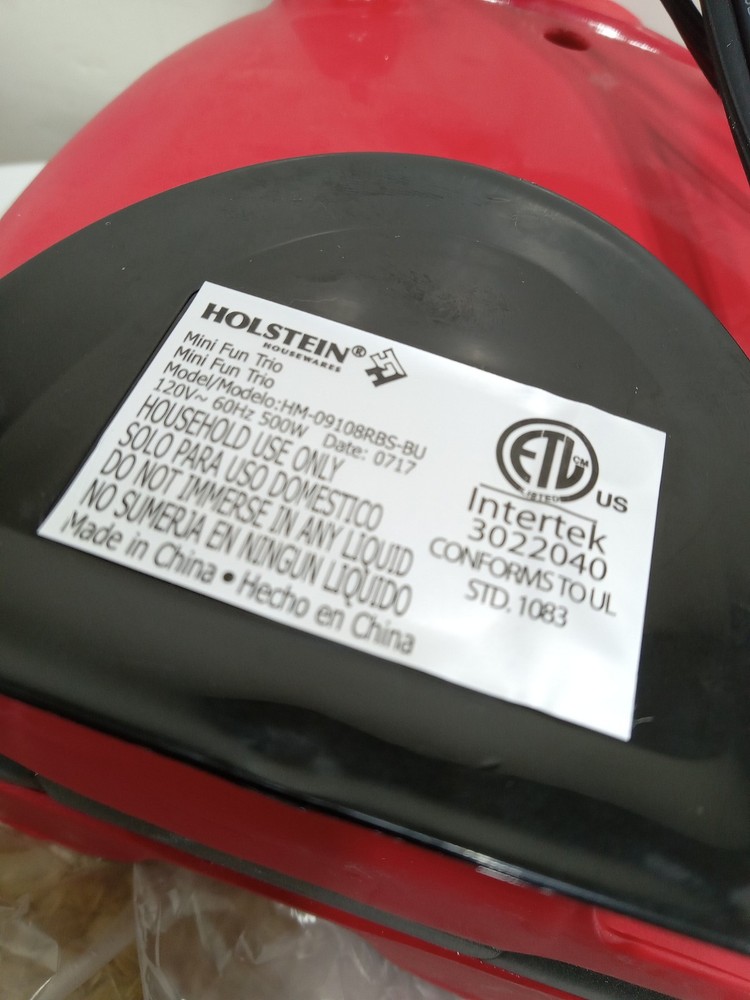 HOLSTEIN®
HOUSEWARES
Mini Fun Trio
Mini Fun Trio
Model/Modelo:HM-09108RBS-BU
120V~ 60Hz 500W Date: 0717
HOUSEHOLD USE ONLY
SOLO PARA USO DOMESTICO
DO NOT IMMERSE IN ANY LIQUID
NO SUMERJA EN NINGUN LIQUIDO
Made in China • Hecho en China
ETL CM
LISTED
US
Intertek
3022040
CONFORMS TO UL
STD. 1083